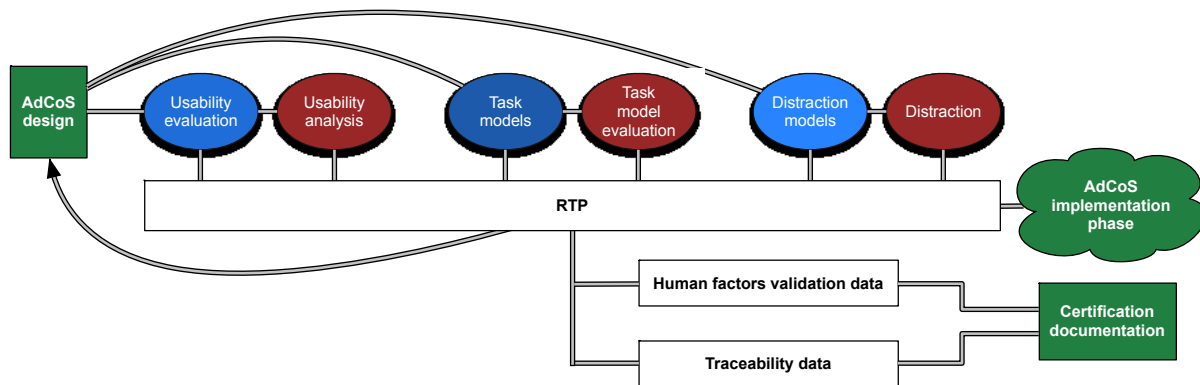 AdCoS
design
Usability
evaluation
Usability
analysis
Task
models
Task
model
evaluation
Distraction
models
Distraction
RTP
AdCoS
implementation
phase
Human factors validation data
Traceability data
Certification
documentation